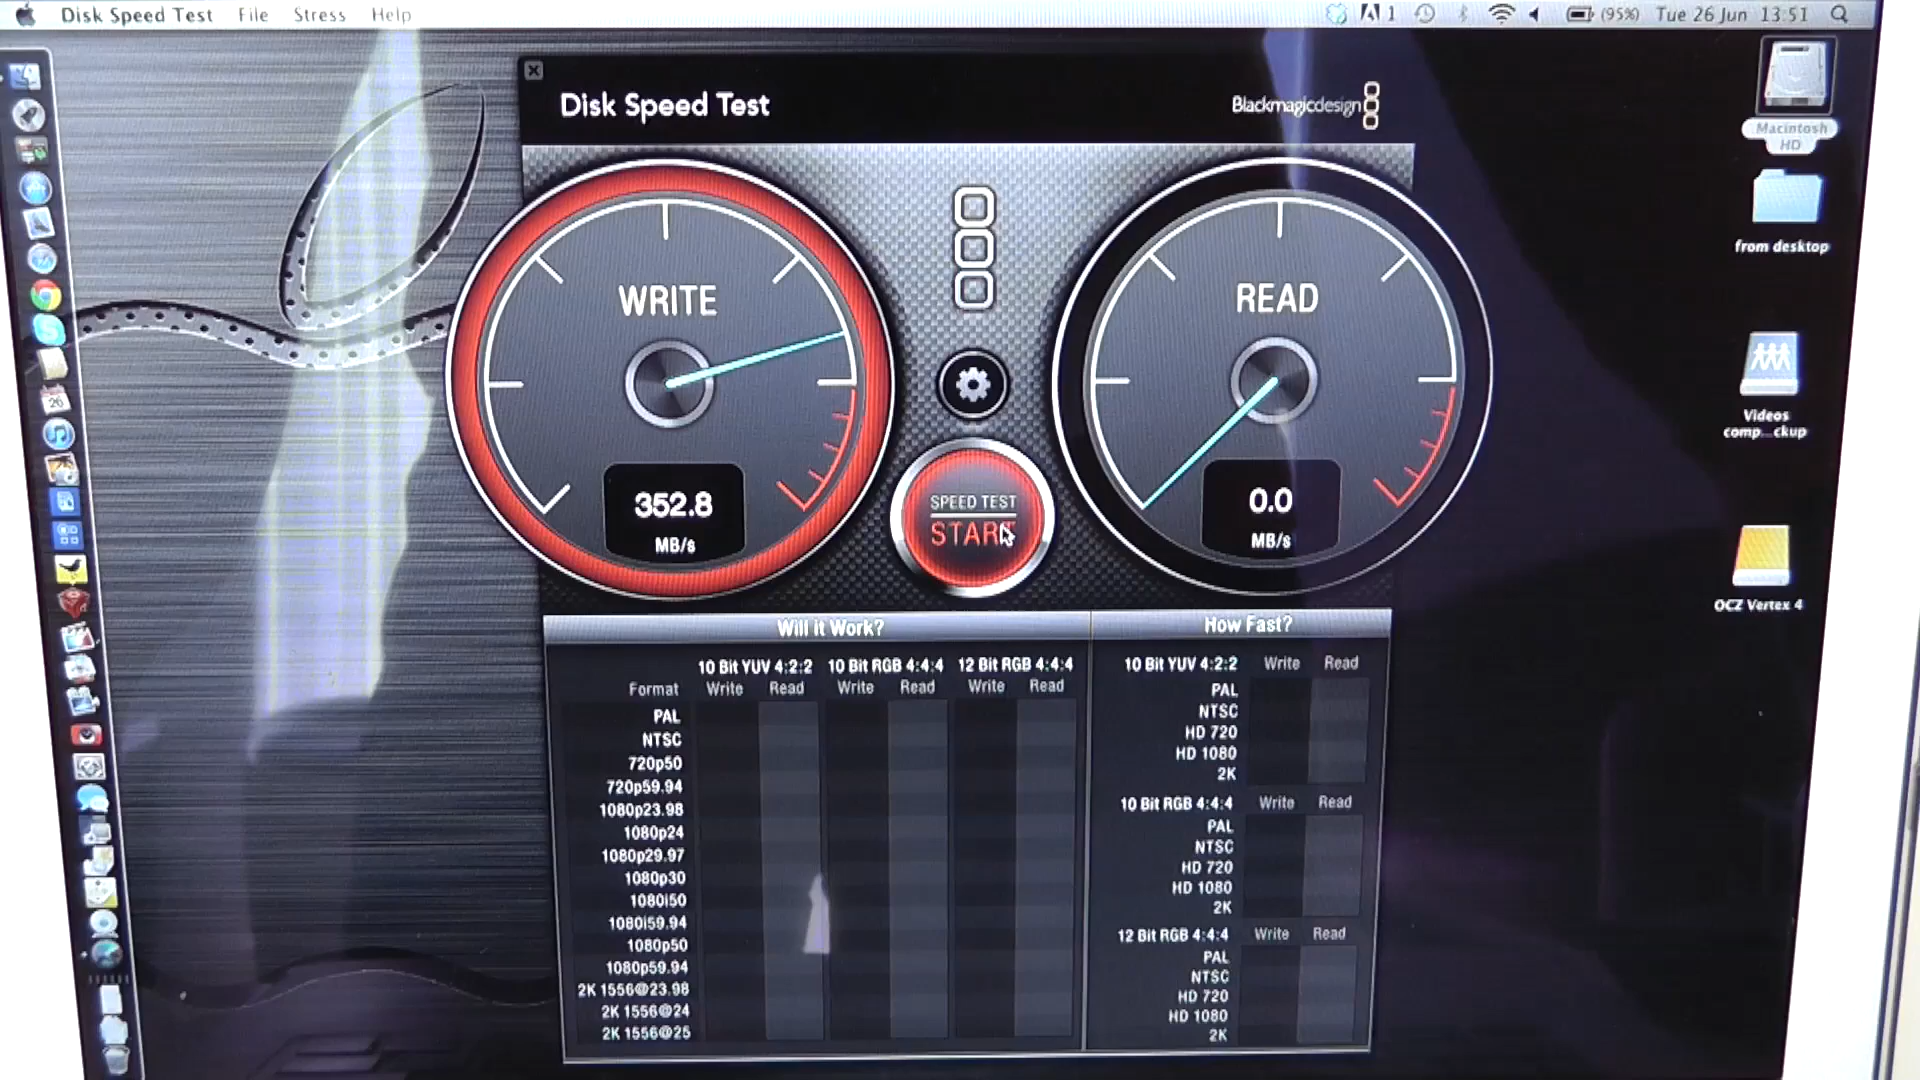 Disk Speed Test File Stress Help
1 (95%) Tue 26 Jun 13:51
Disk Speed Test
Blackmagicdesign
Macintosh
HD
from desktop
Videos
comp...ckup
OCZ Vertex 4
26
WRITE
352.8
MB/s
SPEED TEST
START
READ
0.0
MB/s
Will it Work?
10 Bit YUV 4:2:2 10 Bit RGB 4:4:4 12 Bit RGB 4:4:4
Format Write Read Write Read Write Read
PAL
NTSC
720p50
720p59.94
1080p23.98
1080p24
1080p29.97
1080p30
1080i50
1080i59.94
1080p50
1080p59.94
2K 1556@23.98
2K 1556@24
2K 1556@25
How Fast?
10 Bit YUV 4:2:2 Write Read
PAL
NTSC
HD 720
HD 1080
2K
10 Bit RGB 4:4:4 Write Read
PAL
NTSC
HD 720
HD 1080
2K
12 Bit RGB 4:4:4 Write Read
PAL
NTSC
HD 720
HD 1080
2K